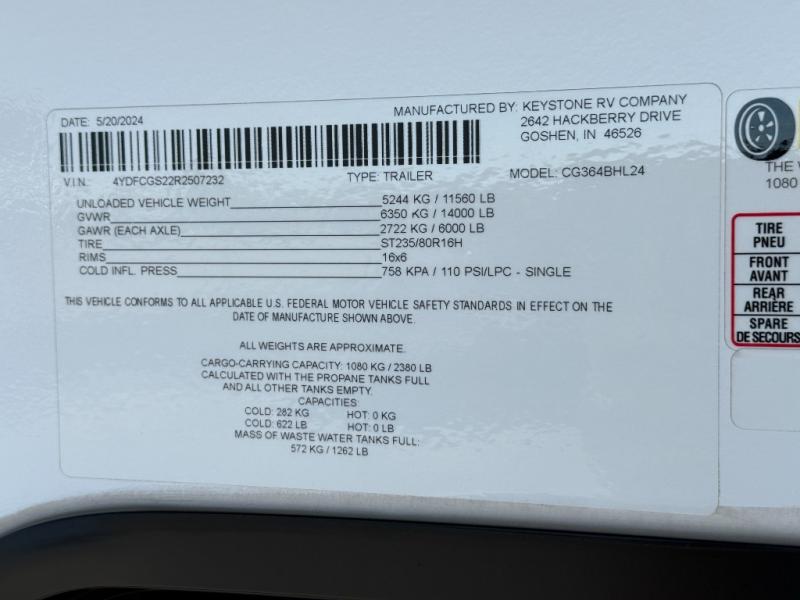 DATE: 5/20/2024
MANUFACTURED BY: KEYSTONE RV COMPANY
2642 HACKBERRY DRIVE
GOSHEN, IN 46526
V.I.N. 4YDFCGS22R2507232 TYPE: TRAILER MODEL: CG364BHL24
UNLOADED VEHICLE WEIGHT 5244 KG / 11560 LB
GVWR 6350 KG / 14000 LB
GAWR (EACH AXLE) 2722 KG / 6000 LB
TIRE ST235/80R16H
RIMS 16x6
COLD INFL. PRESS 758 KPA / 110 PSI/LPC - SINGLE
THIS VEHICLE CONFORMS TO ALL APPLICABLE U.S. FEDERAL MOTOR VEHICLE SAFETY STANDARDS IN EFFECT ON THE
DATE OF MANUFACTURE SHOWN ABOVE.
ALL WEIGHTS ARE APPROXIMATE.
CARGO-CARRYING CAPACITY: 1080 KG / 2380 LB
CALCULATED WITH THE PROPANE TANKS FULL
AND ALL OTHER TANKS EMPTY.
CAPACITIES:
COLD: 282 KG HOT: 0 KG
COLD: 622 LB HOT: 0 LB
MASS OF WASTE WATER TANKS FULL:
572 KG / 1262 LB
THE
1080
TIRE
PNEU
FRONT
AVANT
REAR
ARRIÈRE
SPARE
DE SECOURS